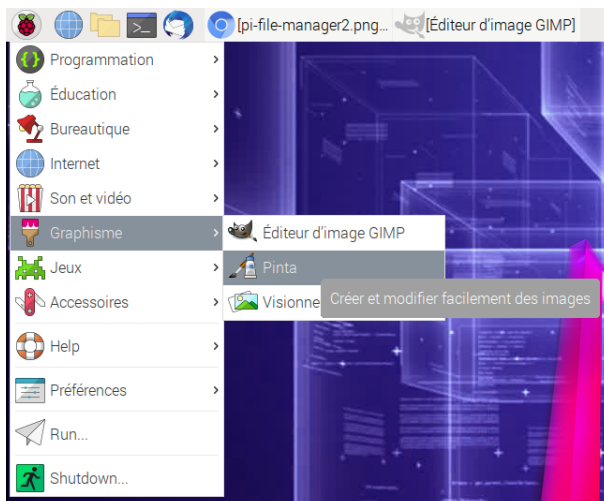 [pi-file-manager2.png... [Éditeur d'image GIMP]
Programmation
Éducation
Bureautique
Internet
Son et vidéo
Graphisme
Éditeur d'image GIMP
Jeux
Pinta
Accessoires
Visionne
Créer et modifier facilement des images
Help
Préférences
Run...
Shutdown...